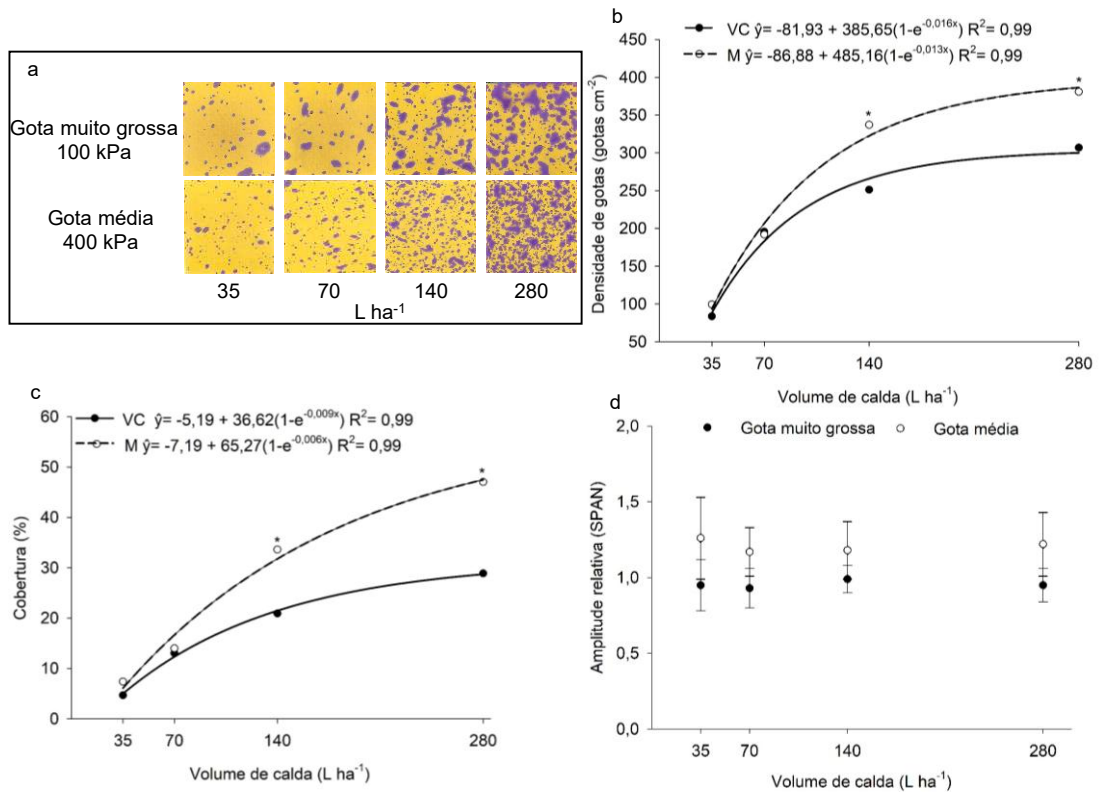 a
Gota muito grossa
100 kPa
Gota média
400 kPa
35 70 140 280
L ha-1
b
VC ŷ= -81,93 + 385,65(1-e-0,016x) R2= 0,99
M ŷ= -86,88 + 485,16(1-e-0,013x) R2= 0,99
Densidade de gotas (gotas cm-2)
450
400
350
300
250
200
150
100
50
*
*
35 70 140 280
Volume de calda (L ha-1)
c
VC ŷ= -5,19 + 36,62(1-e-0,009x) R2= 0,99
M ŷ= -7,19 + 65,27(1-e-0,006x) R2= 0,99
Cobertura (%)
60
50
40
30
20
10
0
*
*
35 70 140 280
Volume de calda (L ha-1)
d
Gota muito grossa Gota média
Amplitude relativa (SPAN)
2,0
1,5
1,0
0,5
0,0
35 70 140 280
Volume de calda (L ha-1)